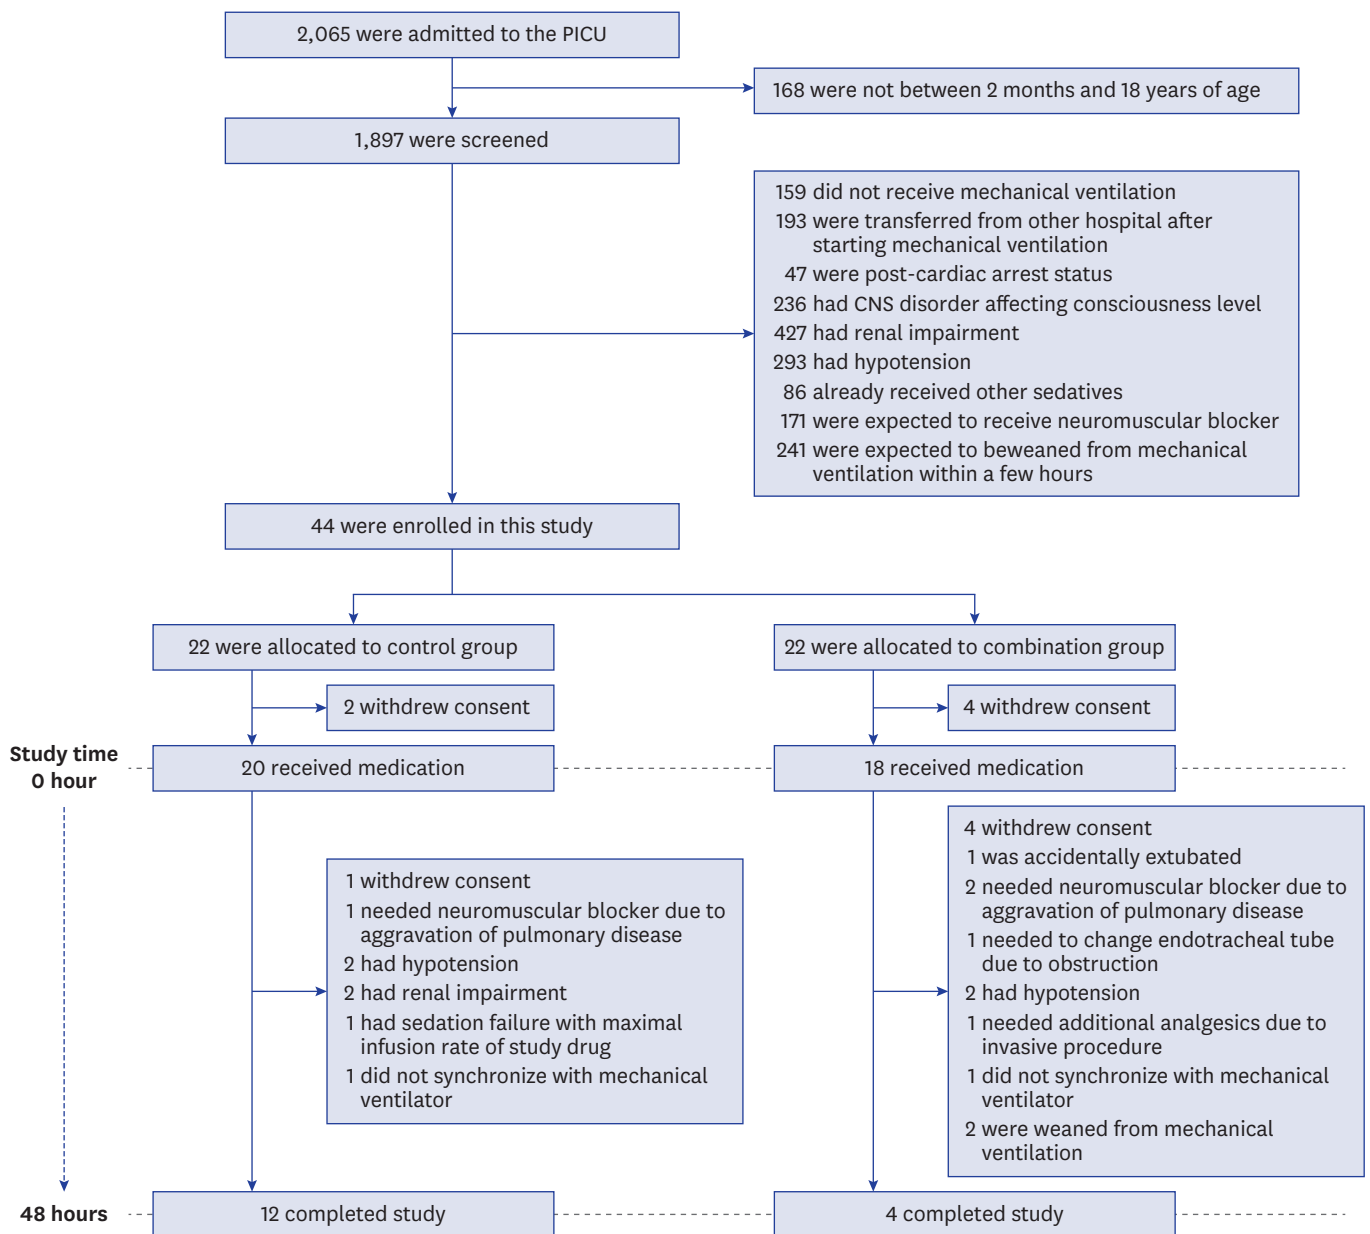 2,065 were admitted to the PICU
168 were not between 2 months and 18 years of age
1,897 were screened
159 did not receive mechanical ventilation
193 were transferred from other hospital after
starting mechanical ventilation
47 were post-cardiac arrest status
236 had CNS disorder affecting consciousness level
427 had renal impairment
293 had hypotension
86 already received other sedatives
171 were expected to receive neuromuscular blocker
241 were expected to beweaned from mechanical
ventilation within a few hours
44 were enrolled in this study
22 were allocated to control group
22 were allocated to combination group
2 withdrew consent
4 withdrew consent
Study time
0 hour
20 received medication
18 received medication
1 withdrew consent
1 needed neuromuscular blocker due to
aggravation of pulmonary disease
2 had hypotension
2 had renal impairment
1 had sedation failure with maximal
infusion rate of study drug
1 did not synchronize with mechanical
ventilator
4 withdrew consent
1 was accidentally extubated
2 needed neuromuscular blocker due to
aggravation of pulmonary disease
1 needed to change endotracheal tube
due to obstruction
2 had hypotension
1 needed additional analgesics due to
invasive procedure
1 did not synchronize with mechanical
ventilator
2 were weaned from mechanical
ventilation
48 hours
12 completed study
4 completed study